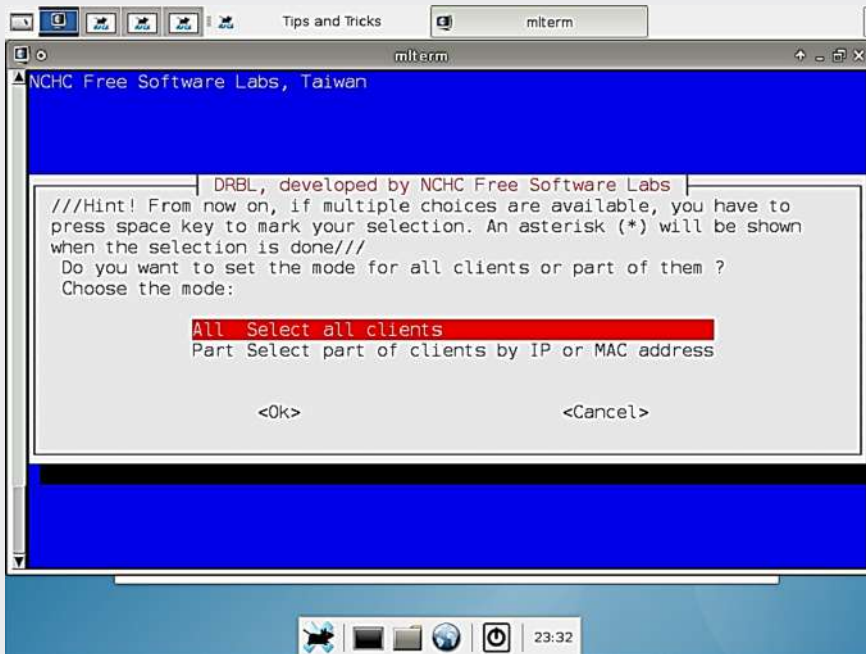 Tips and Tricks
mlterm
mlterm
NCHC Free Software Labs, Taiwan
DRBL, developed by NCHC Free Software Labs
///Hint! From now on, if multiple choices are available, you have to
press space key to mark your selection. An asterisk (*) will be shown
when the selection is done///
Do you want to set the mode for all clients or part of them ?
Choose the mode:
All Select all clients
Part Select part of clients by IP or MAC address
<Ok> <Cancel>
23:32